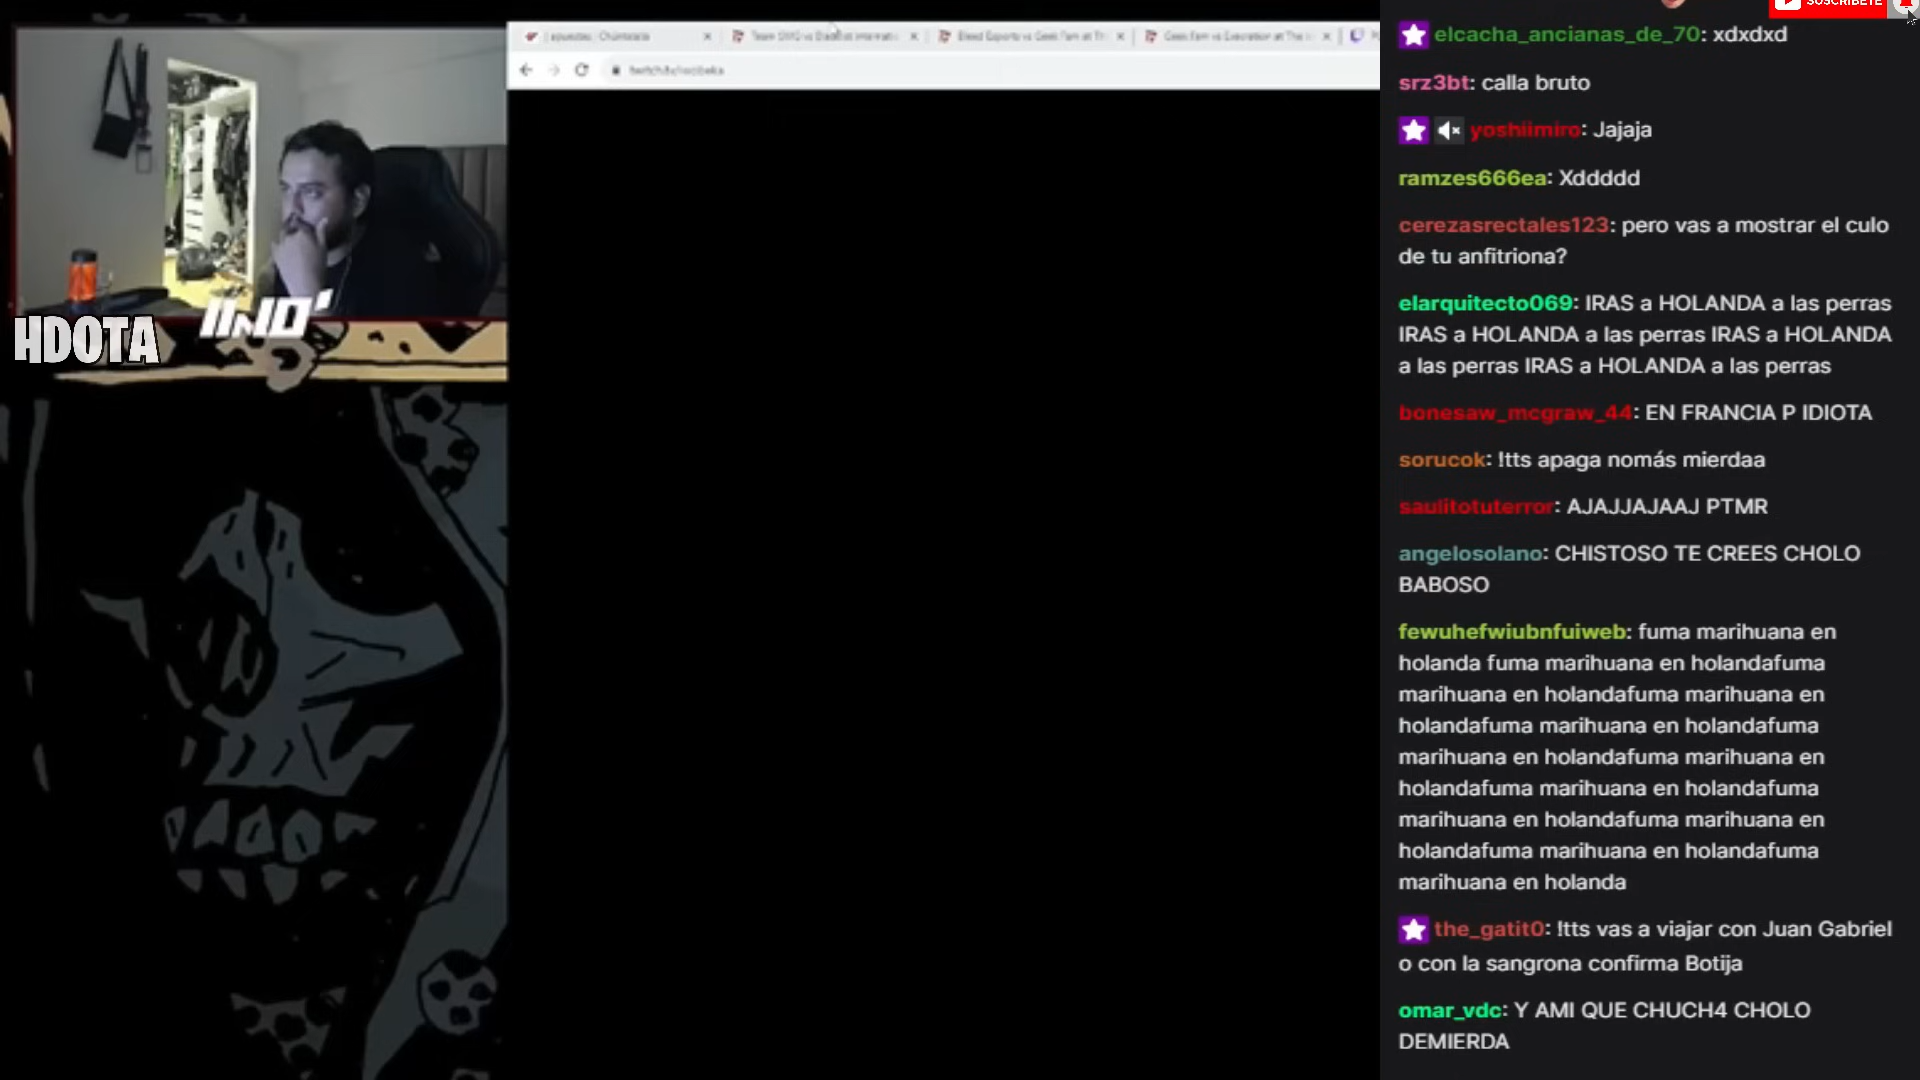 SUSCRIBETE
apuestas - Chúmbeala
HDOTA
elcacha_ancianas_de_70: xdxdxd
srz3bt: calla bruto
yoshiimiro: Jajaja
ramzes666ea: Xddddd
cerezasrectales123: pero vas a mostrar el culo
de tu anfitriona?
elarquitecto069: IRAS a HOLANDA a las perras
IRAS a HOLANDA a las perras IRAS a HOLANDA
a las perras IRAS a HOLANDA a las perras
bonesaw_mcgraw_44: EN FRANCIA P IDIOTA
sorucok: !tts apaga nomás mierdaa
saulitotuterror: AJAJJAJAAJ PTMR
angelosolano: CHISTOSO TE CREES CHOLO
BABOSO
fewuhefwiubnfuiweb: fuma marihuana en
holanda fuma marihuana en holandafuma
marihuana en holandafuma marihuana en
holandafuma marihuana en holandafuma
marihuana en holandafuma marihuana en
holandafuma marihuana en holandafuma
marihuana en holandafuma marihuana en
holandafuma marihuana en holandafuma
marihuana en holanda
the_gatit0: !tts vas a viajar con Juan Gabriel
o con la sangrona confirma Botija
omar_vdc: Y AMI QUE CHUCH4 CHOLO
DEMIERDA